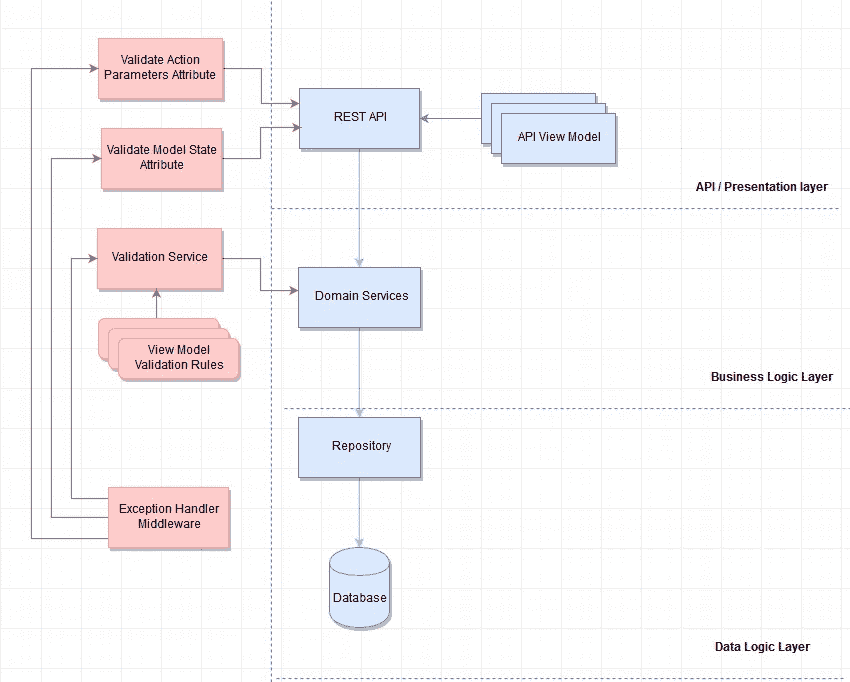 Validate Action
Parameters Attribute
REST API
API View Model
Validate Model State
Attribute
API / Presentation layer
Validation Service
Domain Services
View Model
Validation Rules
Business Logic Layer
Repository
Exception Handler
Middleware
Database
Data Logic Layer